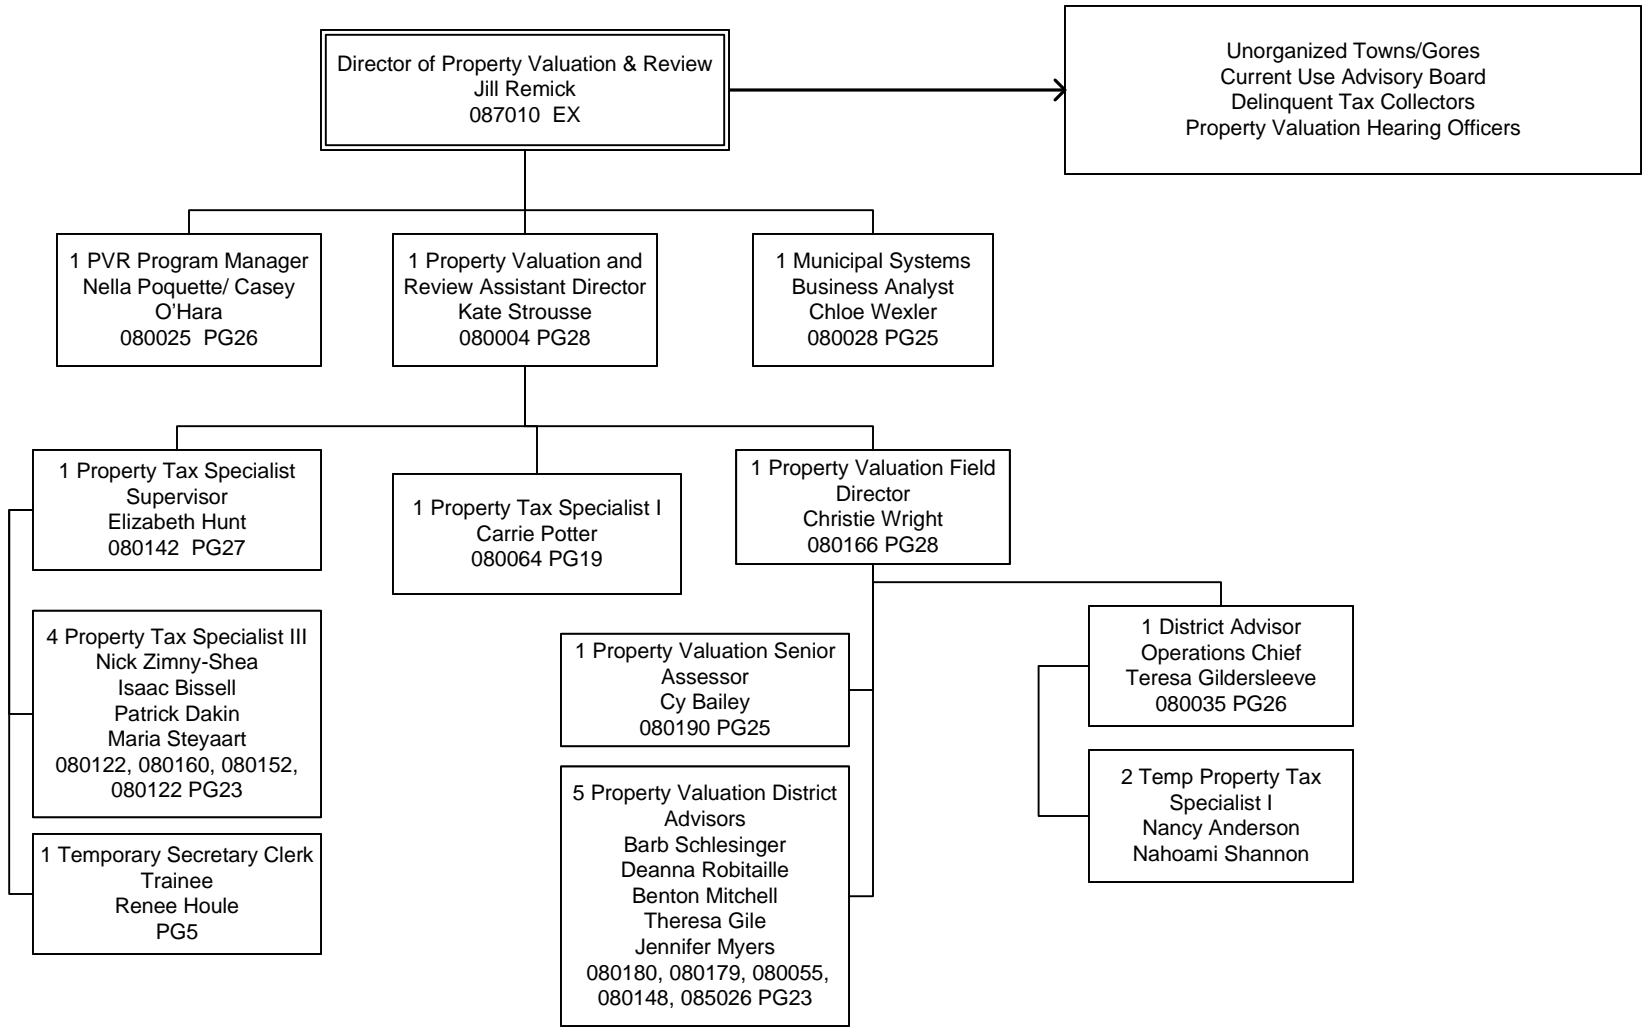 Director of Property Valuation & Review
Jill Remick
087010  EX
Unorganized Towns/Gores
Current Use Advisory Board
Delinquent Tax Collectors
Property Valuation Hearing Officers
1 PVR Program Manager
Nella Poquette/ Casey
O'Hara
080025  PG26
1 Property Valuation and
Review Assistant Director
Kate Strousse
080004 PG28
1 Municipal Systems
Business Analyst
Chloe Wexler
080028 PG25
1 Property Tax Specialist
Supervisor
Elizabeth Hunt
080142  PG27
1 Property Tax Specialist I
Carrie Potter
080064 PG19
1 Property Valuation Field
Director
Christie Wright
080166 PG28
4 Property Tax Specialist III
Nick Zimny-Shea
Isaac Bissell
Patrick Dakin
Maria Steyaart
080122, 080160, 080152,
080122 PG23
1 Temporary Secretary Clerk
Trainee
Renee Houle
PG5
1 Property Valuation Senior
Assessor
Cy Bailey
080190 PG25
5 Property Valuation District
Advisors
Barb Schlesinger
Deanna Robitaille
Benton Mitchell
Theresa Gile
Jennifer Myers
080180, 080179, 080055,
080148, 085026 PG23
1 District Advisor
Operations Chief
Teresa Gildersleeve
080035 PG26
2 Temp Property Tax
Specialist I
Nancy Anderson
Nahoami Shannon